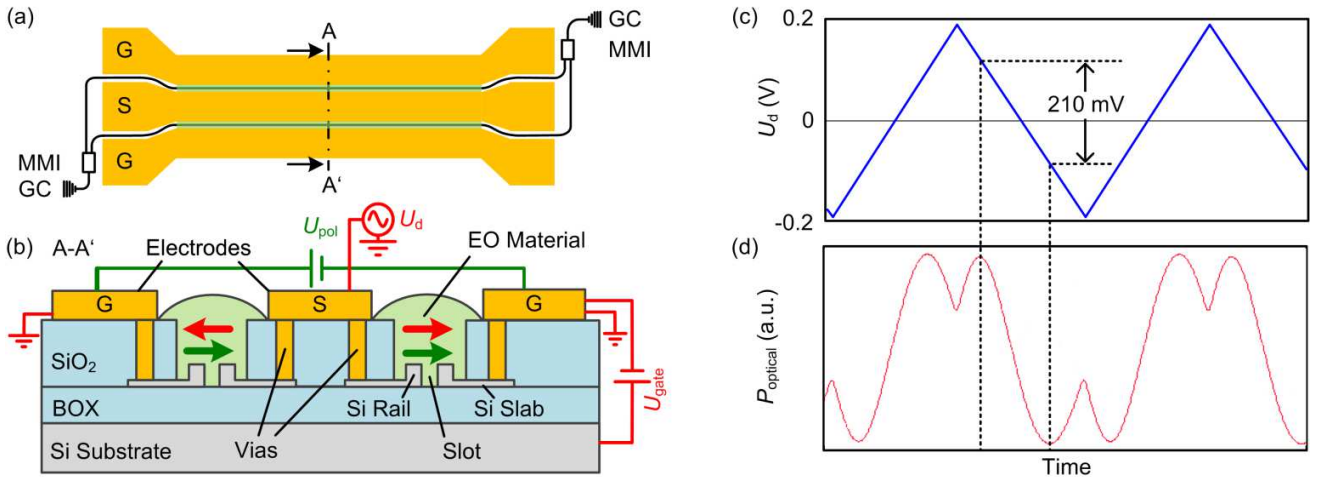 (a)
A
GC
MMI
G
S
G
MMI
GC
A‘
(b)
A-A‘
Electrodes
U_pol
U_d
EO Material
G
S
G
SiO₂
BOX
Si Substrate
Vias
Si Rail
Slot
Si Slab
U_gate
(c)
0.2
U_d (V)
0
-0.2
210 mV
(d)
P_optical (a.u.)
Time